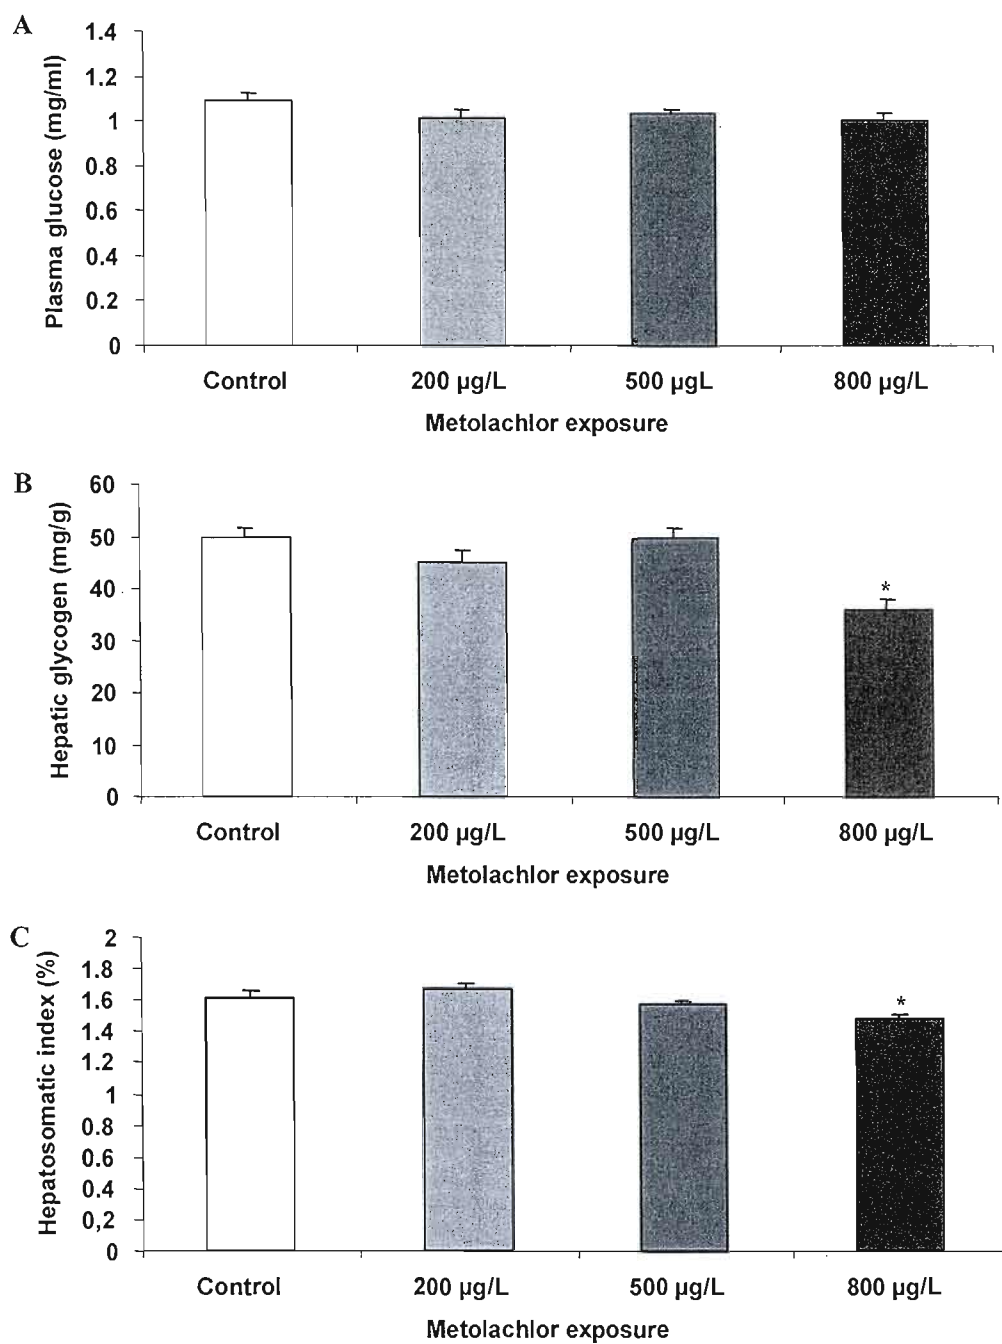 A
Plasma glucose (mg/ml)
1.4
1.2
1
0.8
0.6
0.4
0.2
0
Control 200 µg/L 500 µgL 800 µg/L
Metolachlor exposure
B
Hepatic glycogen (mg/g)
60
50
40
30
20
10
0
*
Control 200 µg/L 500 µg/L 800 µg/L
Metolachlor exposure
C
Hepatosomatic index (%)
2
1.8
1.6
1.4
1.2
1
0.8
0.6
0.4
0,2
0
*
Control 200 µg/L 500 µg/L 800 µg/L
Metolachlor exposure